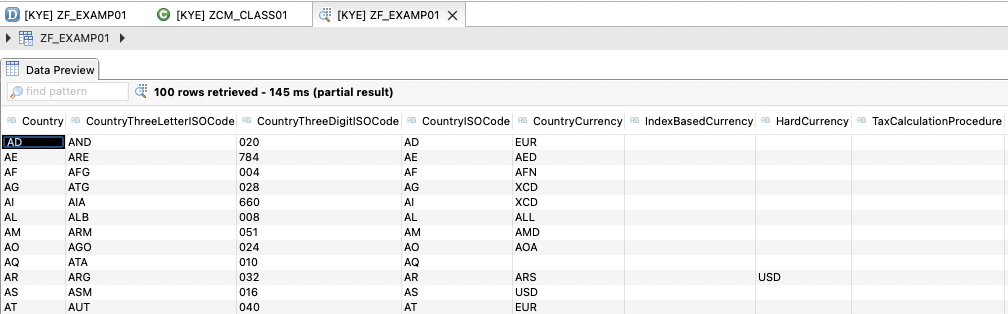 [KYE] ZF_EXAMP01 [KYE] ZCM_CLASS01 [KYE] ZF_EXAMP01
ZF_EXAMP01
Data Preview
find pattern 100 rows retrieved - 145 ms (partial result)
Country CountryThreeLetterISOCode CountryThreeDigitISOCode CountryISOCode CountryCurrency IndexBasedCurrency HardCurrency TaxCalculationProcedure
AD AND 020 AD EUR
AE ARE 784 AE AED
AF AFG 004 AF AFN
AG ATG 028 AG XCD
AI AIA 660 AI XCD
AL ALB 008 AL ALL
AM ARM 051 AM AMD
AO AGO 024 AO AOA
AQ ATA 010 AQ
AR ARG 032 AR ARS USD
AS ASM 016 AS USD
AT AUT 040 AT EUR